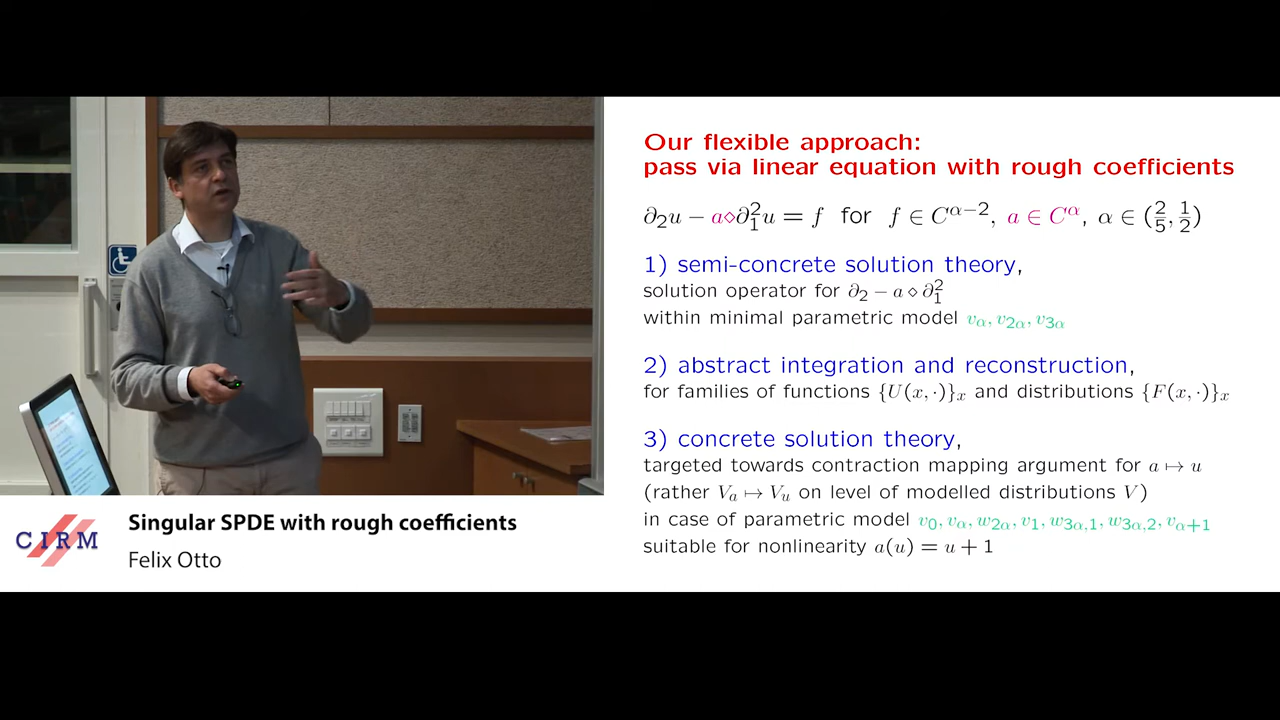 Our flexible approach:
pass via linear equation with rough coefficients
∂₂u − a⋄∂₁²u = f for f ∈ C^{α−2}, a ∈ C^α, α ∈ (2/5, 1/2)
1) semi-concrete solution theory,
solution operator for ∂₂ − a ⋄ ∂₁²
within minimal parametric model v_α, v_{2α}, v_{3α}
2) abstract integration and reconstruction,
for families of functions {U(x, ·)}_x and distributions {F(x, ·)}_x
3) concrete solution theory,
targeted towards contraction mapping argument for a ↦ u
(rather V_a ↦ V_u on level of modelled distributions V)
in case of parametric model v₀, v_α, w_{2α}, v₁, w_{3α,1}, w_{3α,2}, v_{α+1}
suitable for nonlinearity a(u) = u + 1
CIRM
Singular SPDE with rough coefficients
Felix Otto